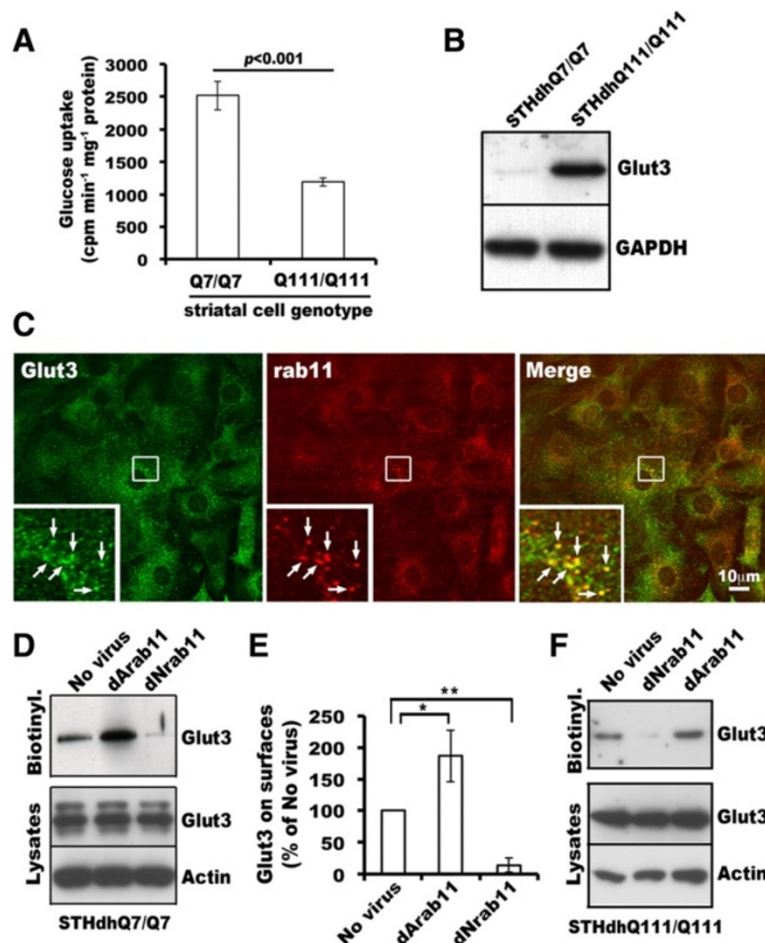 A
p<0.001
Glucose uptake
(cpm min-1 mg-1 protein)
3000
2500
2000
1500
1000
500
0
Q7/Q7
Q111/Q111
striatal cell genotype
B
STHdhQ7/Q7
STHdhQ111/Q111
Glut3
GAPDH
C
Glut3
rab11
Merge
10µm
D
No virus
dArab11
dNrab11
Biotinyl.
Glut3
Lysates
Glut3
Actin
STHdhQ7/Q7
E
Glut3 on surfaces
(% of No virus)
250
200
150
100
50
0
**
*
No virus
dArab11
dNrab11
F
No virus
dNrab11
dArab11
Biotinyl.
Glut3
Lysates
Glut3
Actin
STHdhQ111/Q111